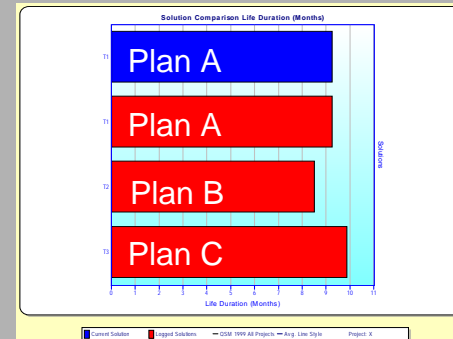 Solution Comparison Life Duration (Months)
T1
Plan A
T1
Plan A
T2
Plan B
T3
Plan C
Solutions
0 1 2 3 4 5 6 7 8 9 10 11
Life Duration (Months)
Current Solution Logged Solutions QSM 1999 All Projects Avg. Line Style Project: X